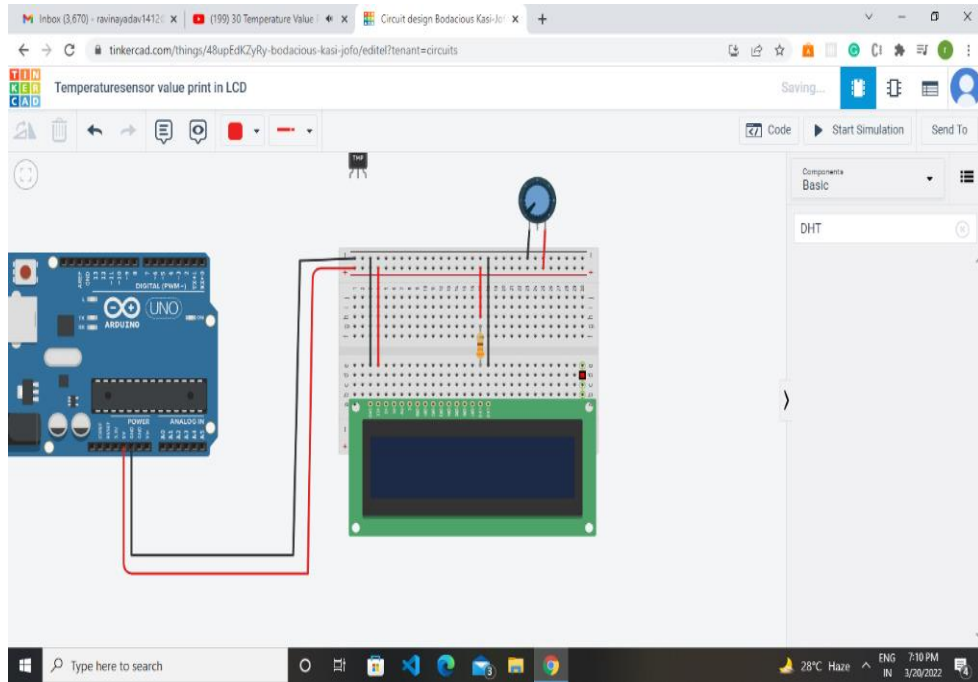 Inbox (3,670) - ravinayadav1412
(199) 30 Temperature Value
Circuit design Bodacious Kasi-Jof
tinkercad.com/things/48upEdKZyRy-bodacious-kasi-jofo/editel?tenant=circuits
TIN
KER
CAD
Temperaturesensor value print in LCD
Saving...
Code
Start Simulation
Send To
Components
Basic
DHT
TMP
DIGITAL (PWM~)
UNO
ARDUINO
POWER
ANALOG IN
Type here to search
28°C Haze
ENG
IN
7:10 PM
3/20/2022